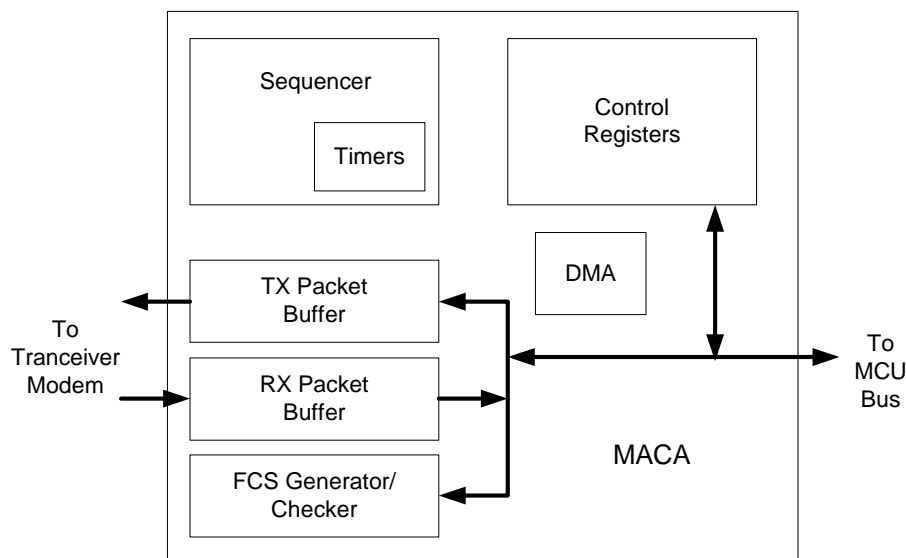 Sequencer
Timers
Control
Registers
DMA
TX Packet
Buffer
To
Tranceiver
Modem
RX Packet
Buffer
To
MCU
Bus
FCS Generator/
Checker
MACA